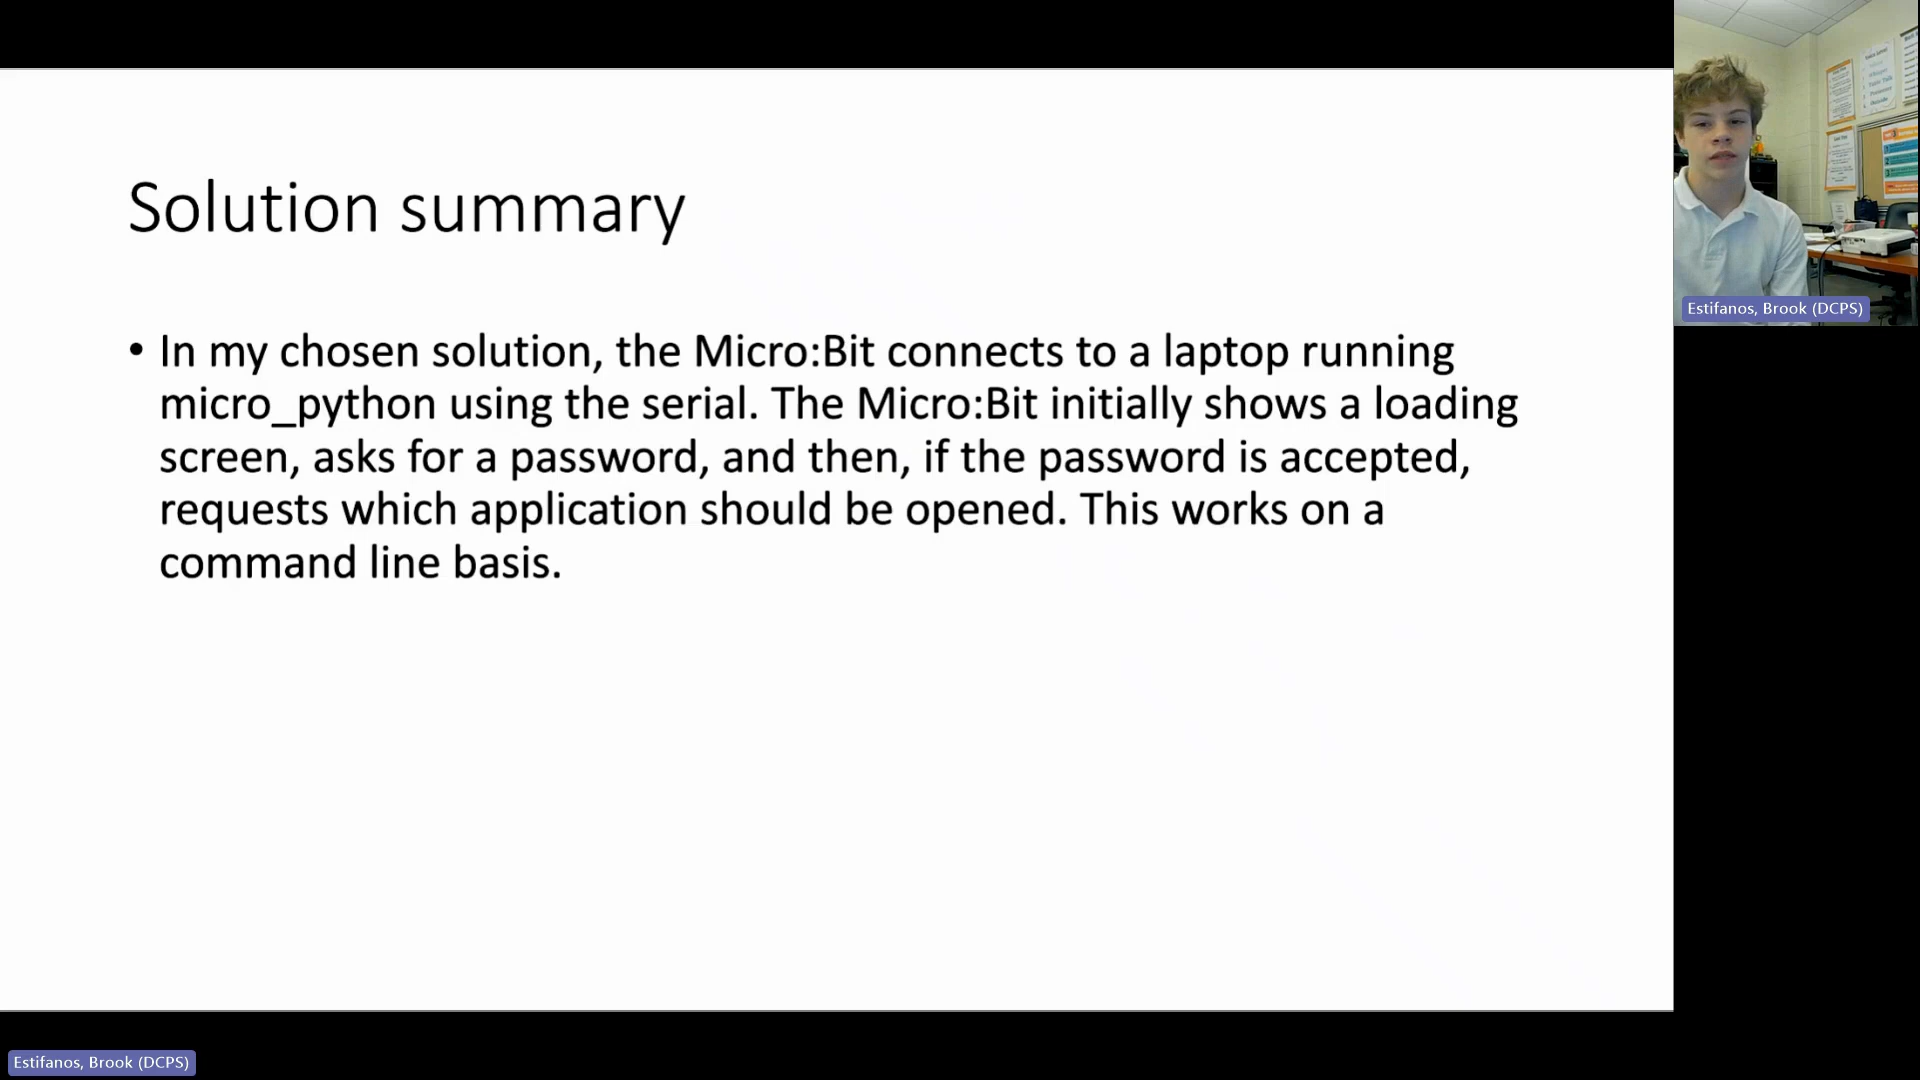 Solution summary
• In my chosen solution, the Micro:Bit connects to a laptop running
micro_python using the serial. The Micro:Bit initially shows a loading
screen, asks for a password, and then, if the password is accepted,
requests which application should be opened. This works on a
command line basis.
Estifanos, Brook (DCPS)
Estifanos, Brook (DCPS)